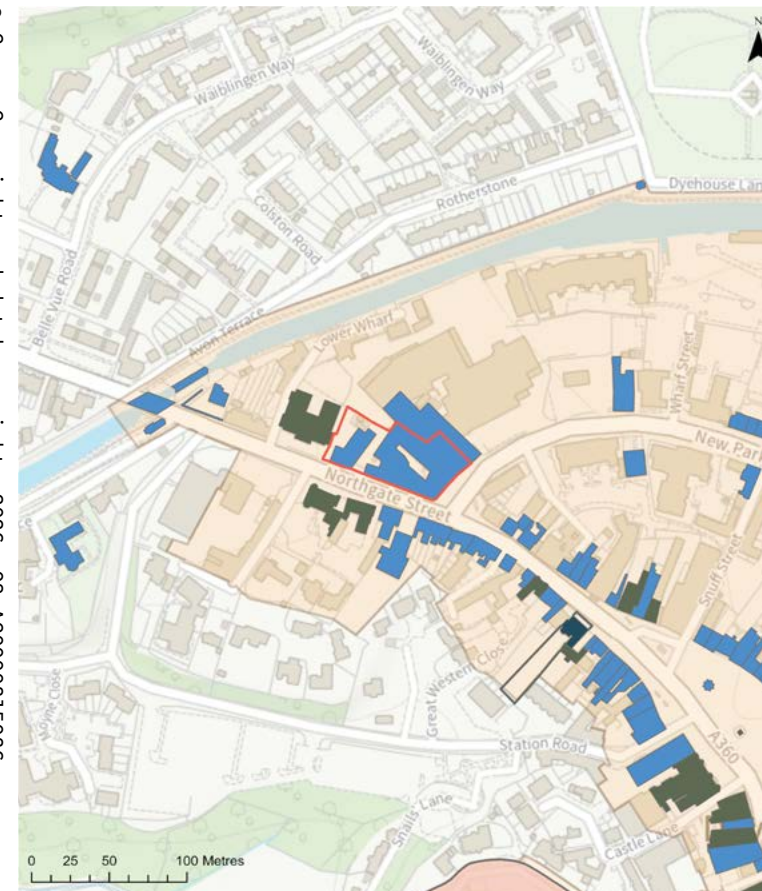 N
Waiblingen Way
Waiblingen Way
Dyehouse Lan
Rotherstone
Colston Road
Belle Vue Road
Avon Terrace
Lower Wharf
Wharf Street
New Park
Northgate Street
Snuff Street
Great Western Close
Moyne Close
Station Road
A360
Snails Lane
Castle Lane
0 25 50 100 Metres